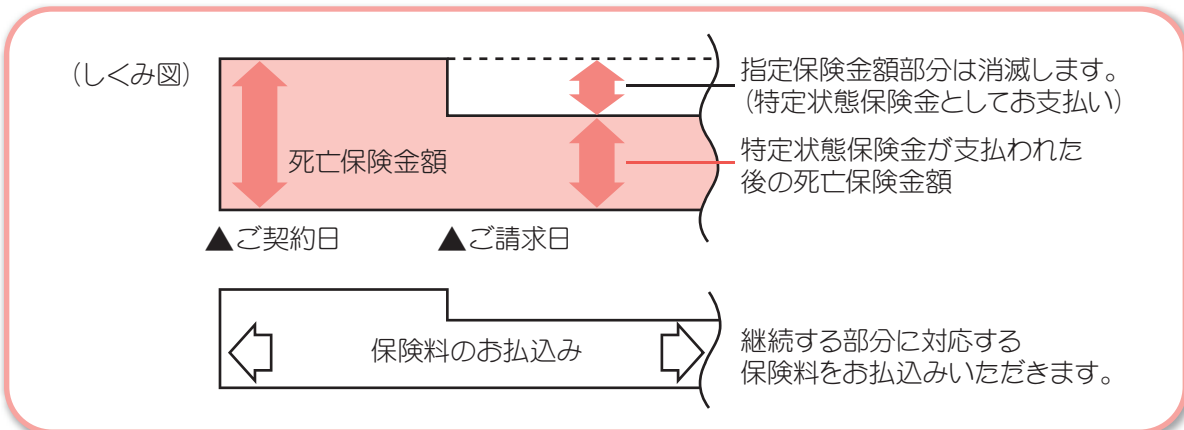 (しくみ図)
指定保険金額部分は消滅します。
(特定状態保険金としてお支払い)
死亡保険金額
特定状態保険金が支払われた
後の死亡保険金額
▲ご契約日
▲ご請求日
保険料のお払込み
継続する部分に対応する
保険料をお払込みいただきます。